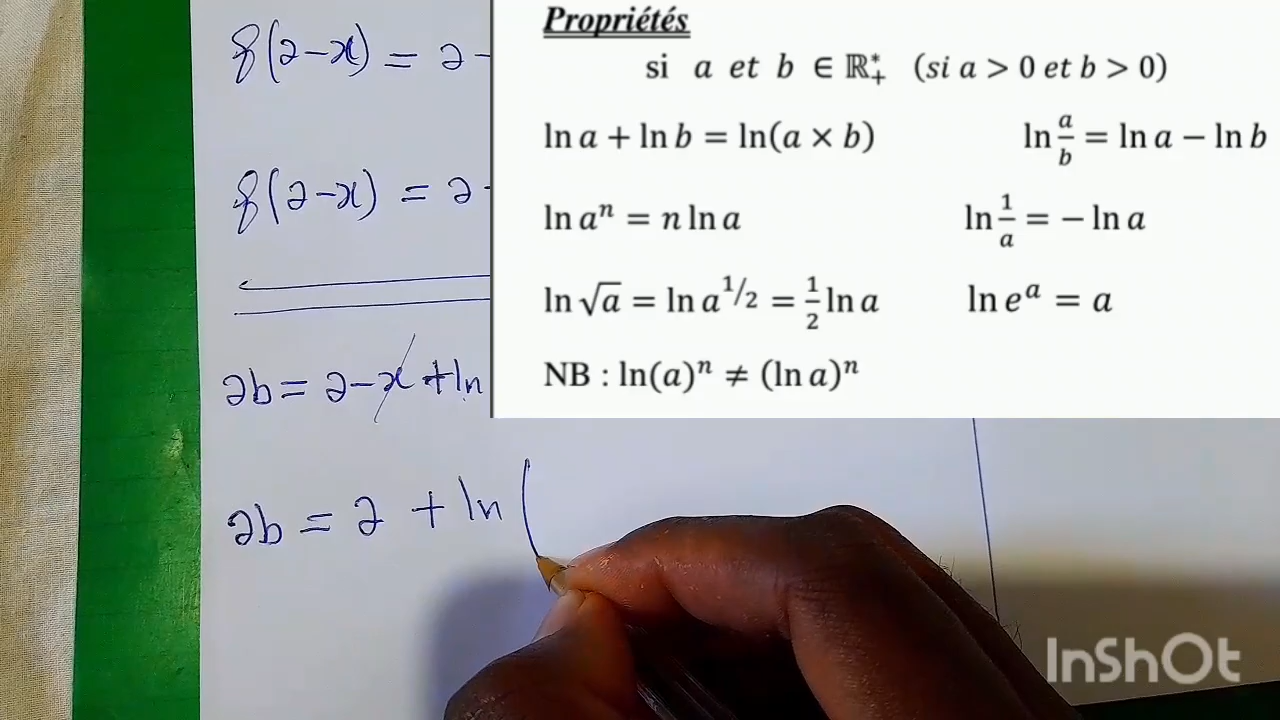 f(2-x) = 2-
f(2-x) = 2-
2b = 2-x + ln
2b = 2 + ln (
Propriétés
si a et b ∈ ℝ*₊ (si a > 0 et b > 0)
ln a + ln b = ln(a × b)
ln a/b = ln a − ln b
ln aⁿ = n ln a
ln 1/a = − ln a
ln √a = ln a^1/2 = 1/2 ln a
ln eᵃ = a
NB : ln(a)ⁿ ≠ (ln a)ⁿ
InShOt